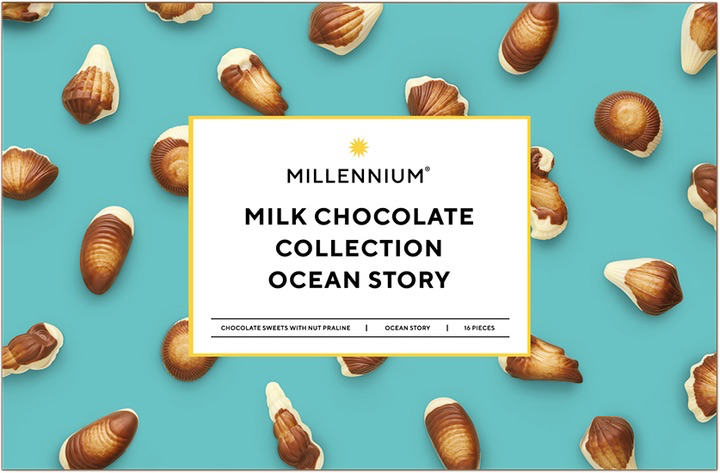 MILLENNIUM®
MILK CHOCOLATE
COLLECTION
OCEAN STORY
CHOCOLATE SWEETS WITH NUT PRALINE | OCEAN STORY | 16 PIECES